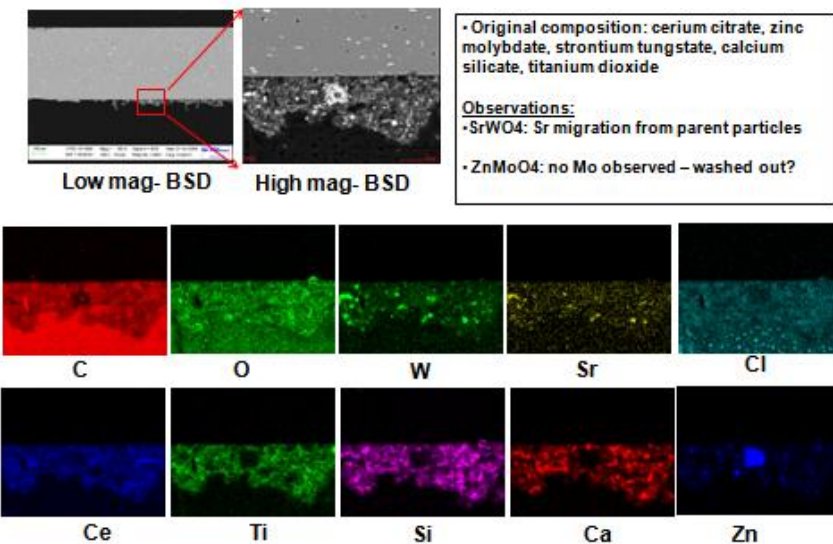 • Original composition: cerium citrate, zinc
molybdate, strontium tungstate, calcium
silicate, titanium dioxide
Observations:
•SrWO4: Sr migration from parent particles
• ZnMoO4: no Mo observed – washed out?
Low mag- BSD
High mag- BSD
C
O
W
Sr
Cl
Ce
Ti
Si
Ca
Zn